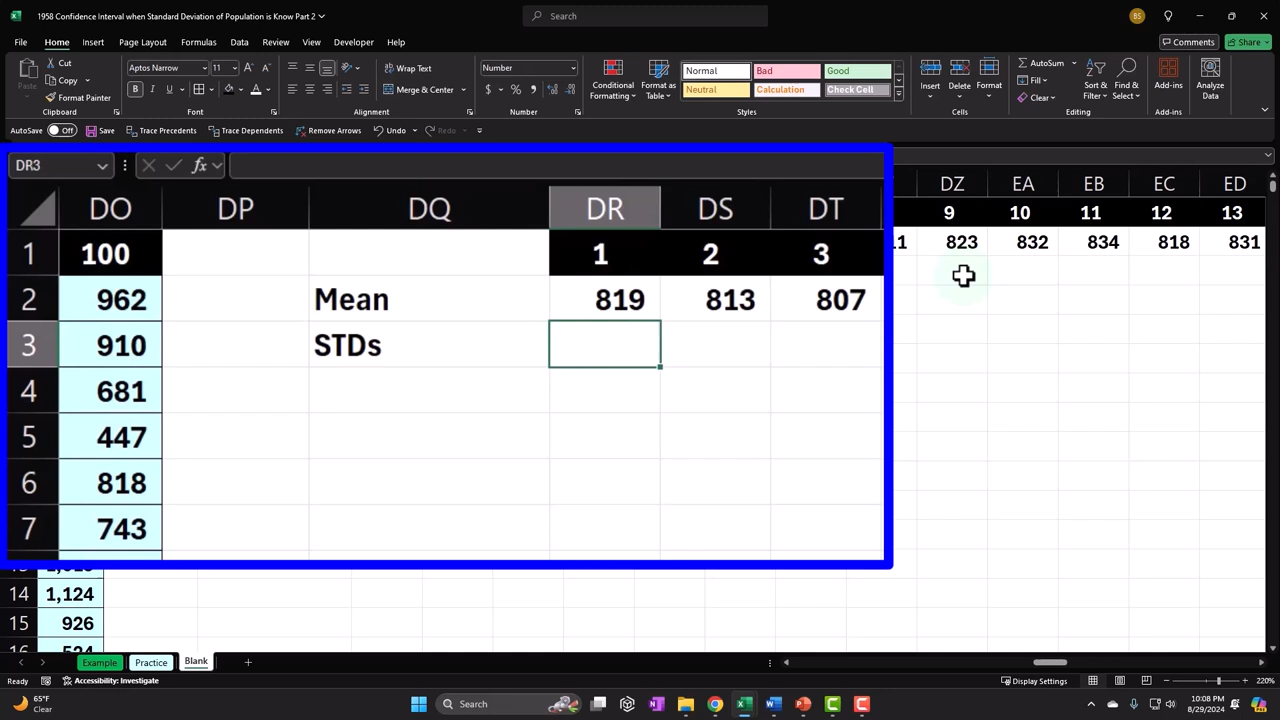 1958 Confidence Interval when Standard Deviation of Population is Know Part 2
Search
BS
File Home Insert Page Layout Formulas Data Review View Developer Help
Comments Share
Paste
Cut
Copy
Format Painter
Clipboard
Aptos Narrow 11
B I U
Font
Wrap Text
Merge & Center
Alignment
Number
$ % ,
Number
Conditional Formatting
Format as Table
Normal Bad Good
Neutral Calculation Check Cell
Styles
Insert Delete Format
Cells
AutoSum
Fill
Clear
Sort & Filter
Find & Select
Editing
Add-ins
Add-ins
Analyze Data
AutoSave Off Save Trace Precedents Trace Dependents Remove Arrows Undo Redo
DR3 fx
DO DP DQ DR DS DT DZ EA EB EC ED
1 100 1 2 3 9 10 11 12 13
2 962 Mean 819 813 807 11 823 832 834 818 831
3 910 STDs
4 681
5 447
6 818
7 743
14 1,124
15 926
16 524
Example Practice Blank +
Ready Accessibility: Investigate Display Settings 220%
65°F
Clear
Search
10:08 PM
8/29/2024